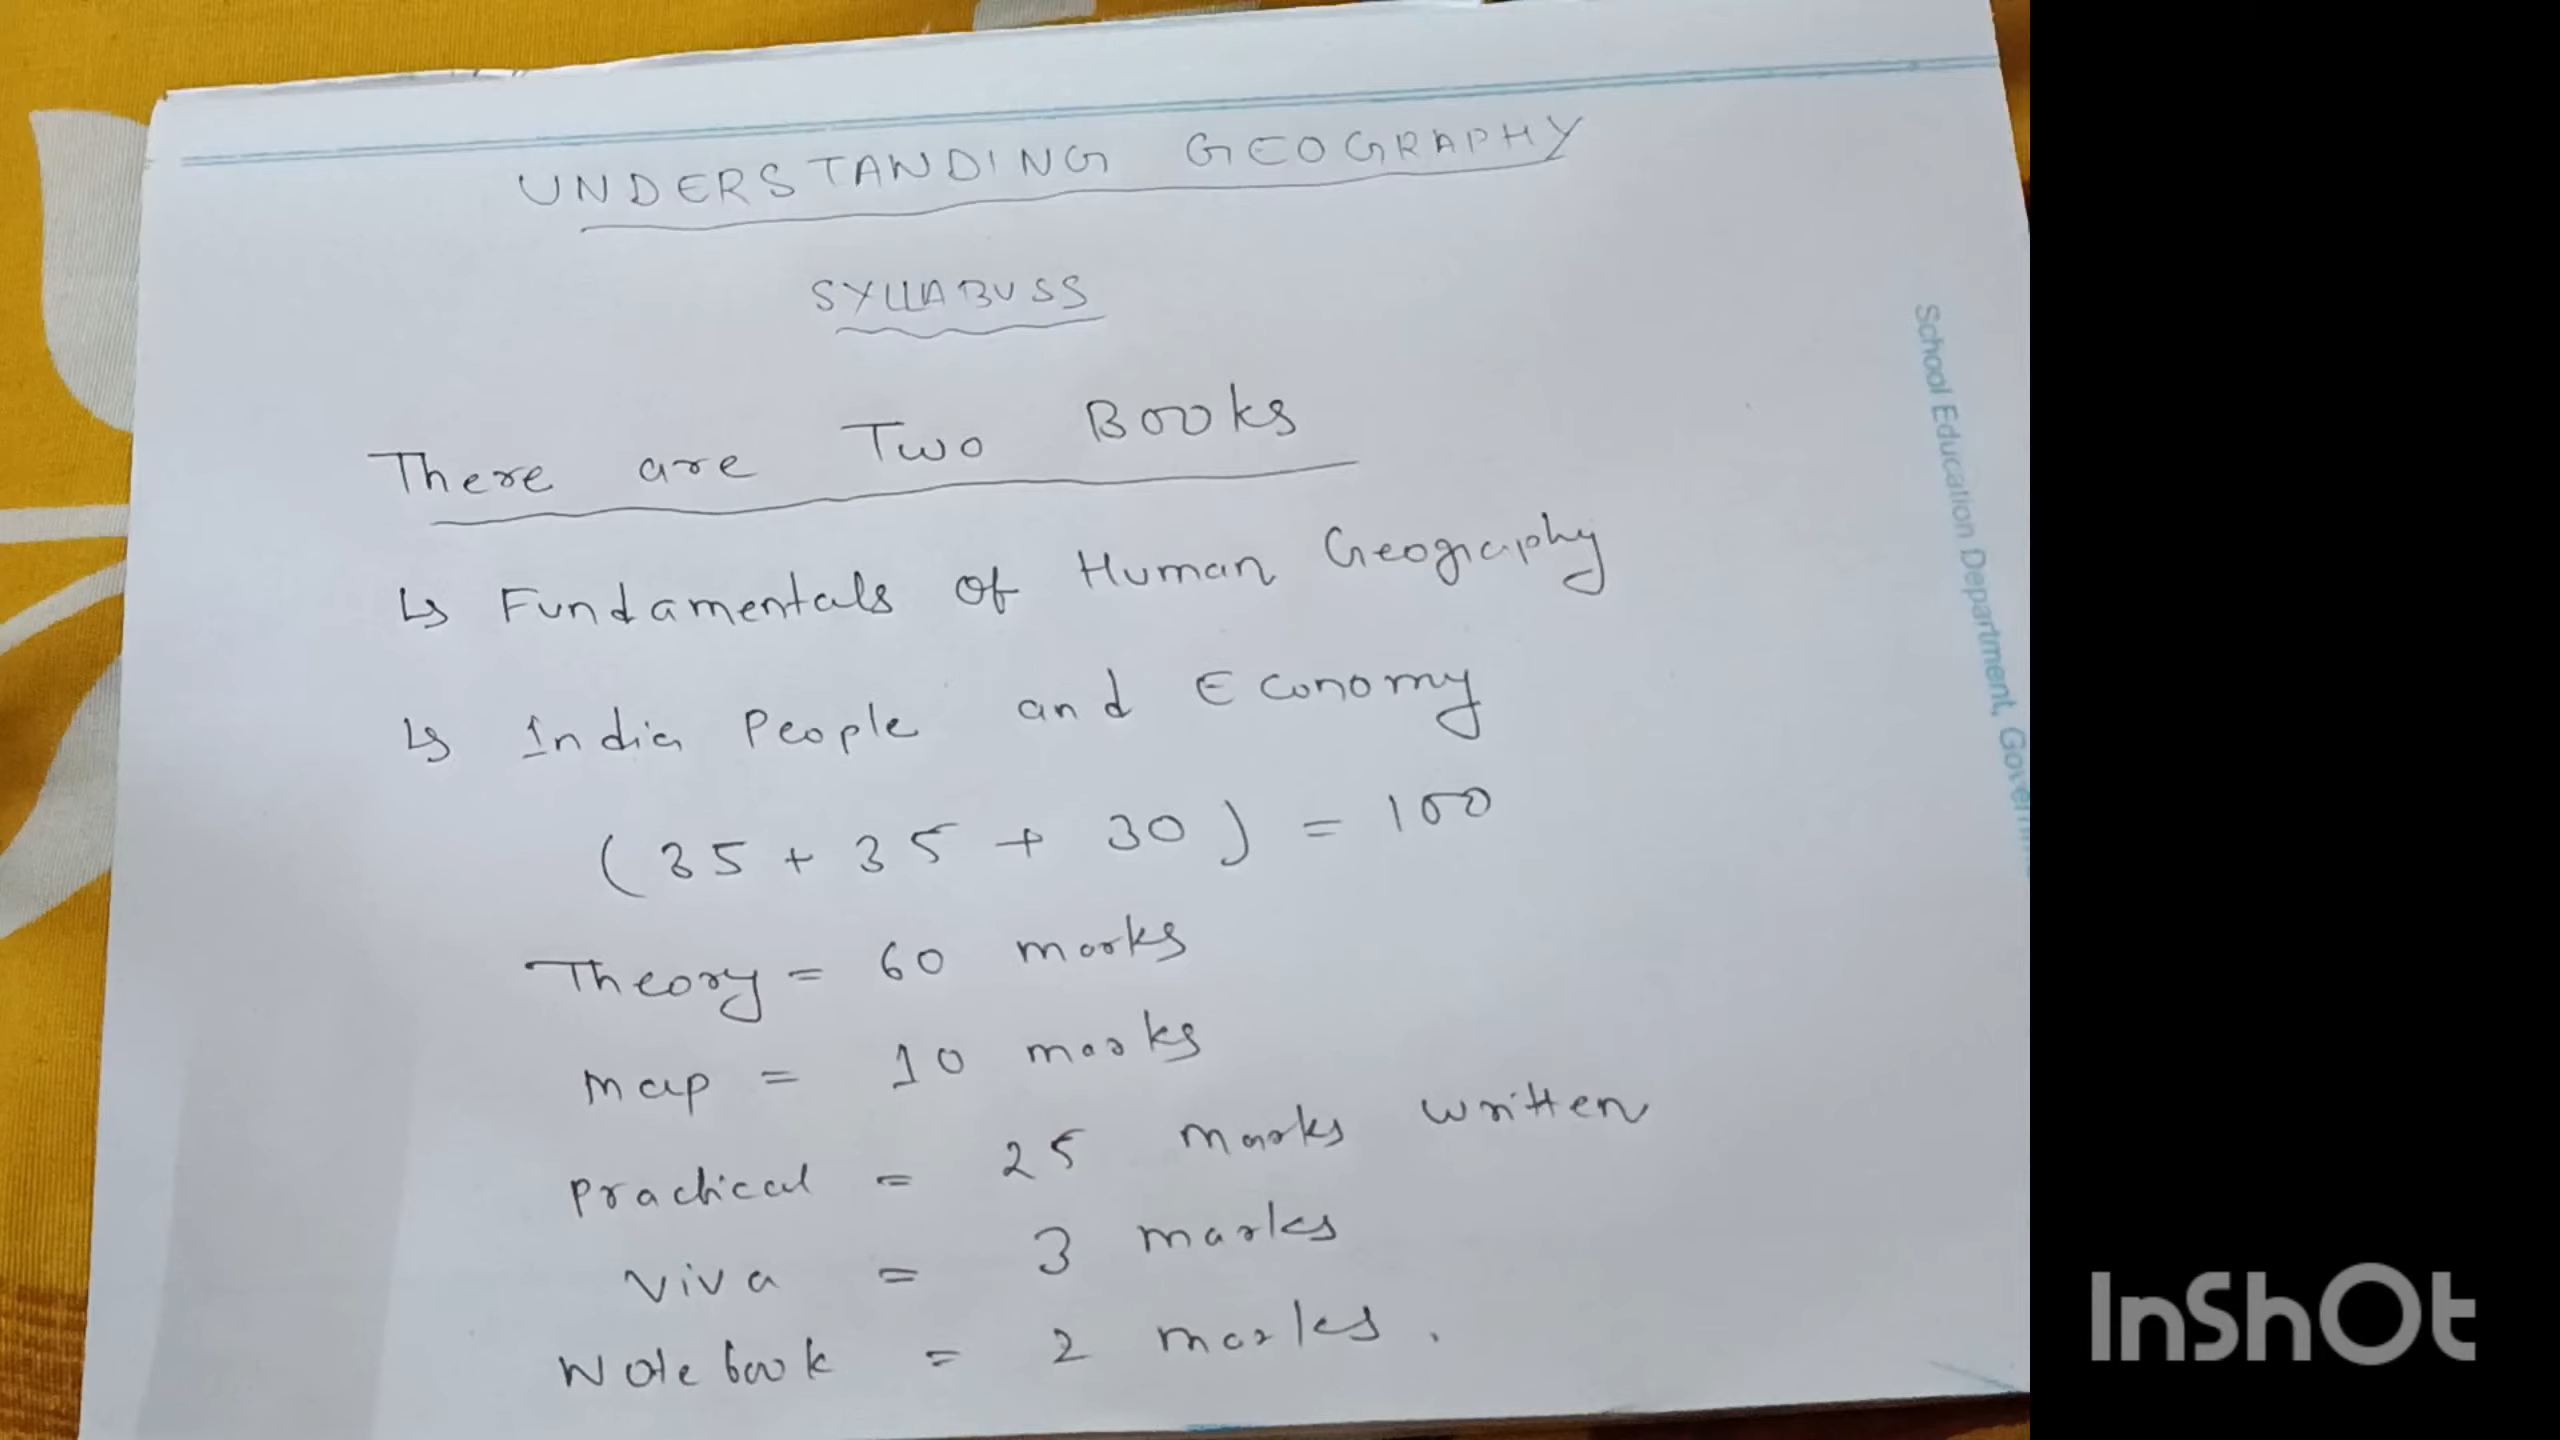 UNDERSTANDING GEOGRAPHY
SYLLABUSS
There are Two Books
↳ Fundamentals of Human Geography
↳ India People and Economy
(35 + 35 + 30) = 100
Theory = 60 marks
map = 10 marks
Practical = 25 marks written
viva = 3 marks
Note book = 2 marks.
School Education Department, Governm
InShOt